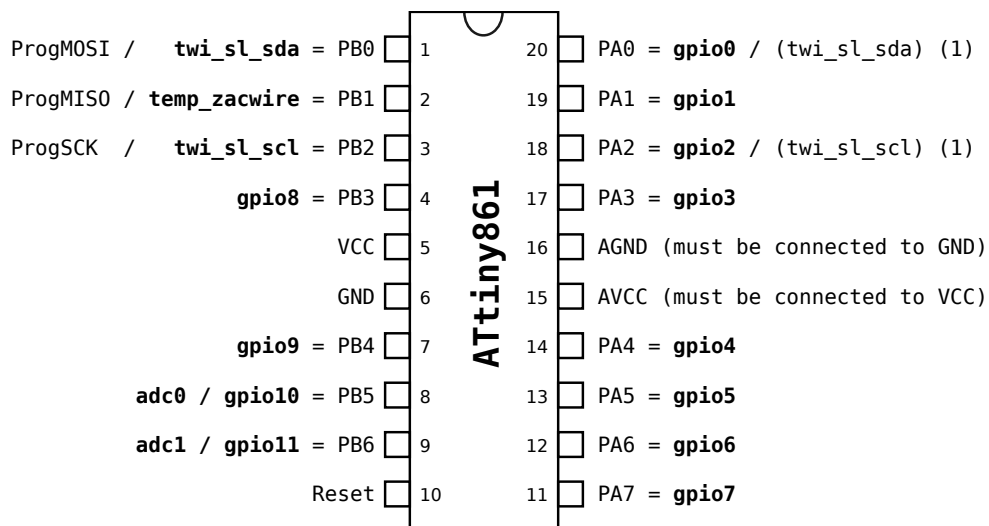 ProgMOSI / twi_sl_sda = PB0 1 20 PA0 = gpio0 / (twi_sl_sda) (1)
ProgMISO / temp_zacwire = PB1 2 19 PA1 = gpio1
ProgSCK / twi_sl_scl = PB2 3 18 PA2 = gpio2 / (twi_sl_scl) (1)
gpio8 = PB3 4 17 PA3 = gpio3
VCC 5 16 AGND (must be connected to GND)
GND 6 15 AVCC (must be connected to VCC)
gpio9 = PB4 7 14 PA4 = gpio4
adc0 / gpio10 = PB5 8 13 PA5 = gpio5
adc1 / gpio11 = PB6 9 12 PA6 = gpio6
Reset 10 11 PA7 = gpio7
ATtiny861